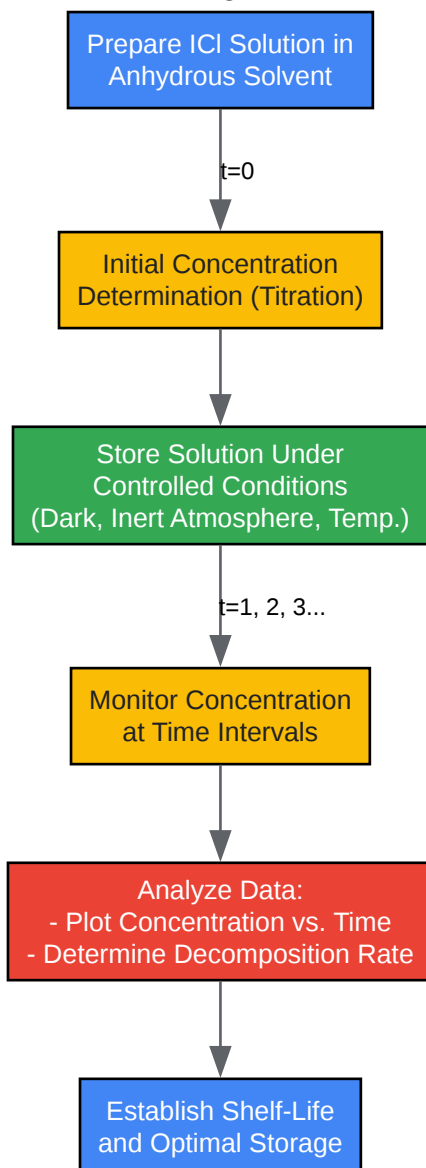 Prepare ICl Solution in
Anhydrous Solvent
t=0
Initial Concentration
Determination (Titration)
Store Solution Under
Controlled Conditions
(Dark, Inert Atmosphere, Temp.)
t=1, 2, 3...
Monitor Concentration
at Time Intervals
Analyze Data:
- Plot Concentration vs. Time
- Determine Decomposition Rate
Establish Shelf-Life
and Optimal Storage